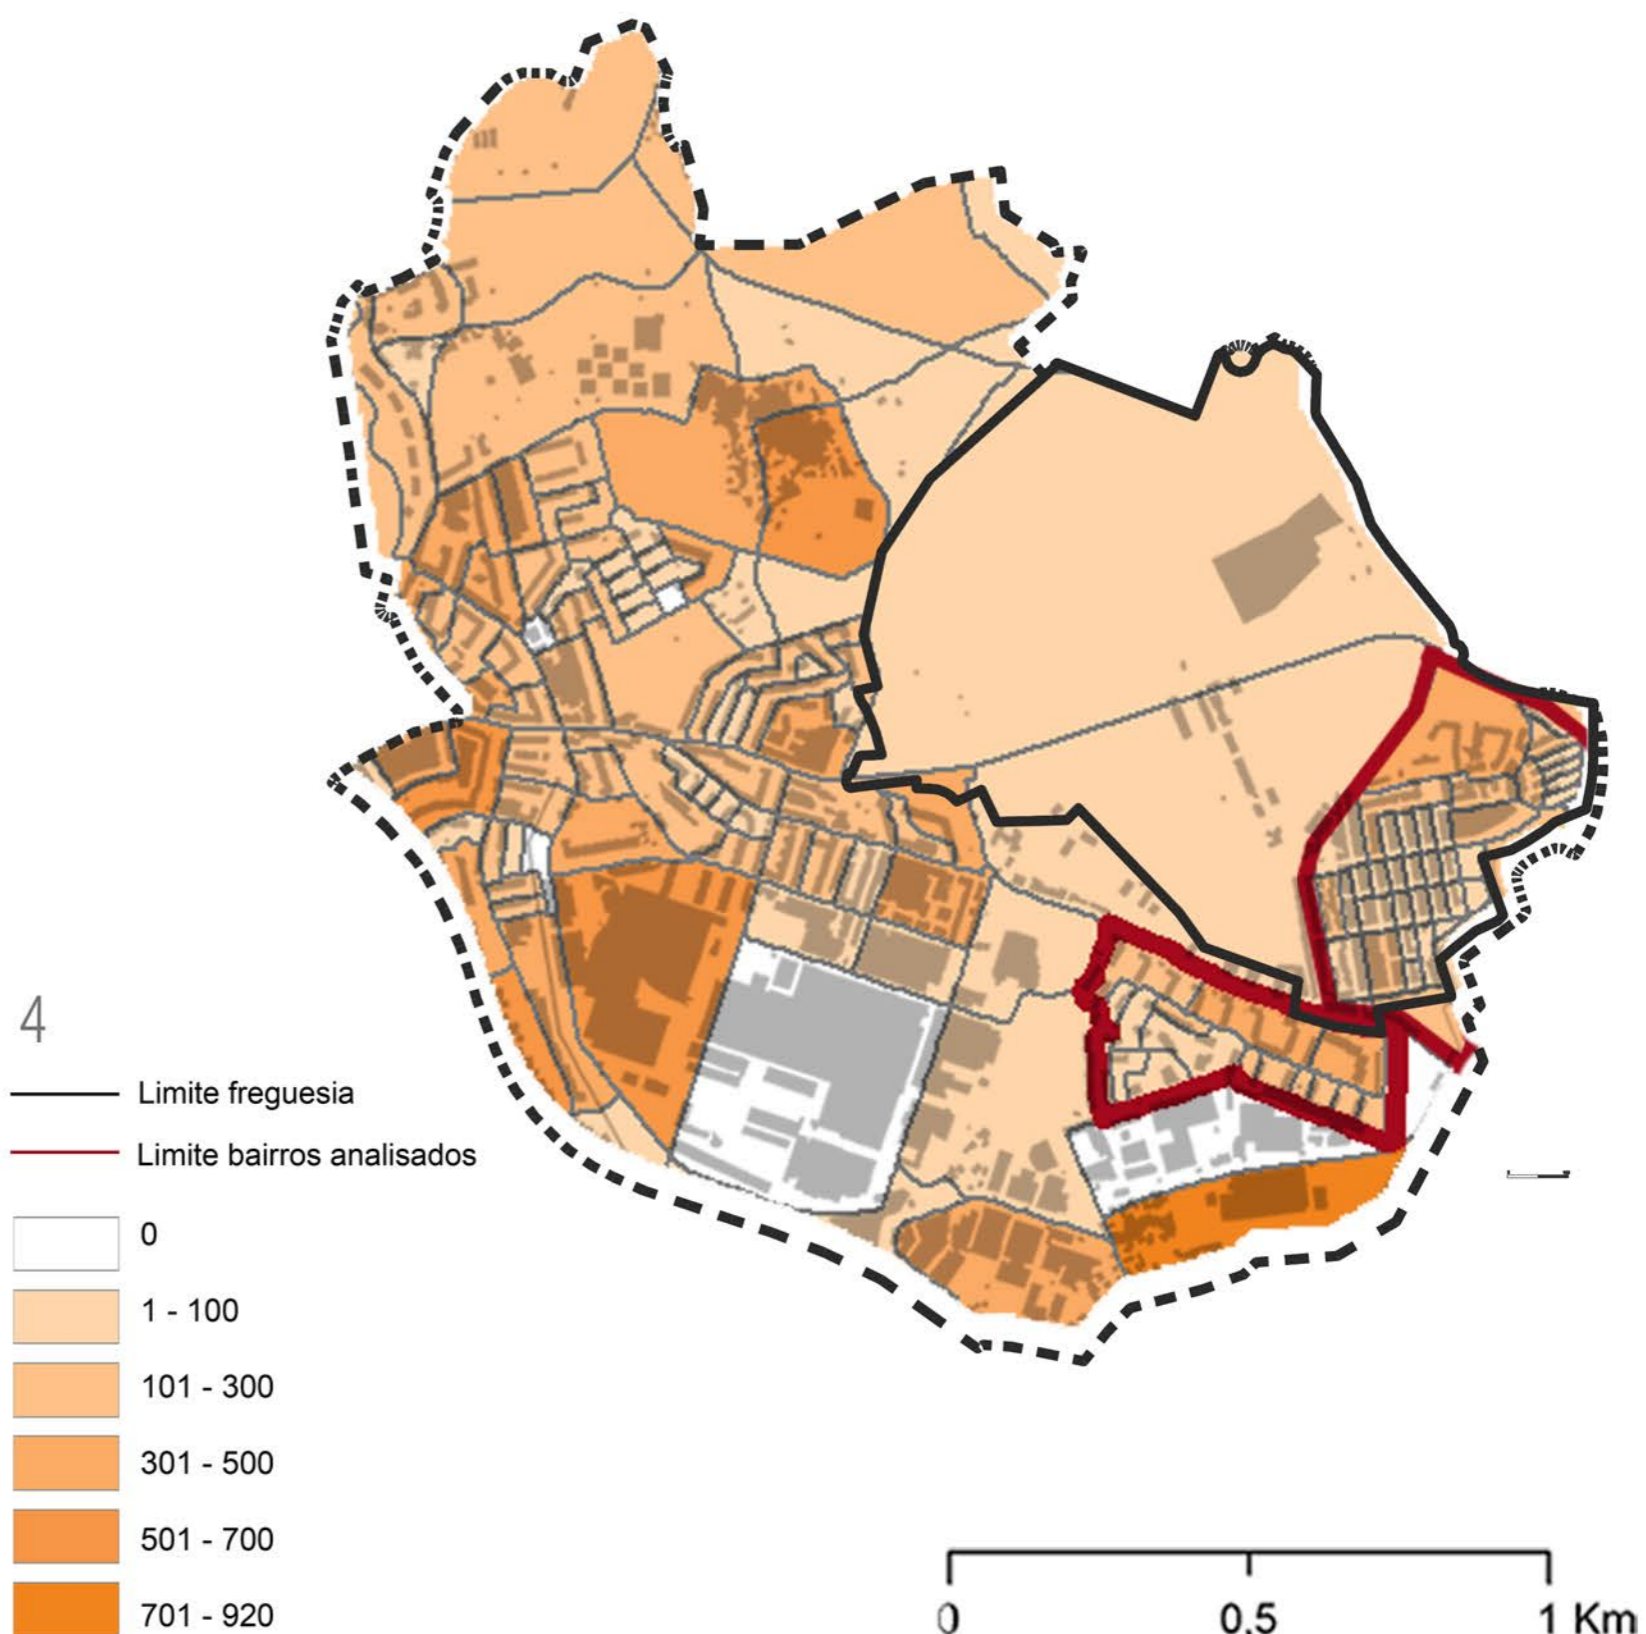 4
Limite freguesia
Limite bairros analisados
0
1 - 100
101 - 300
301 - 500
501 - 700
701 - 920
0 0,5 1 Km